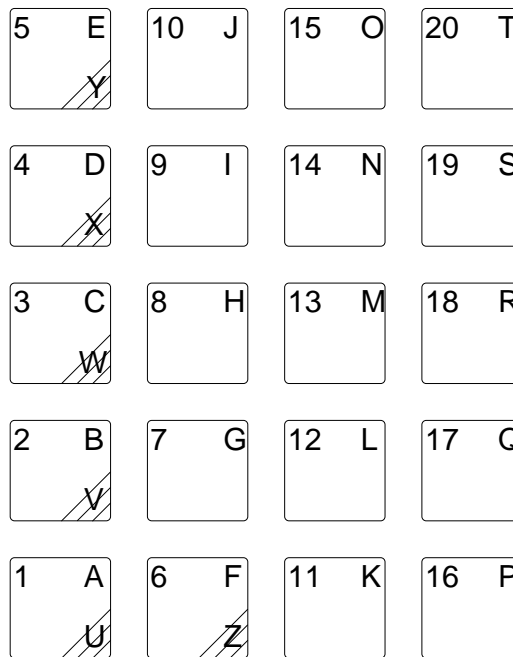 5 E 10 J 15 O 20 T
Y
4 D 9 I 14 N 19 S
X
3 C 8 H 13 M 18 R
W
2 B 7 G 12 L 17 Q
V
1 A 6 F 11 K 16 P
U Z